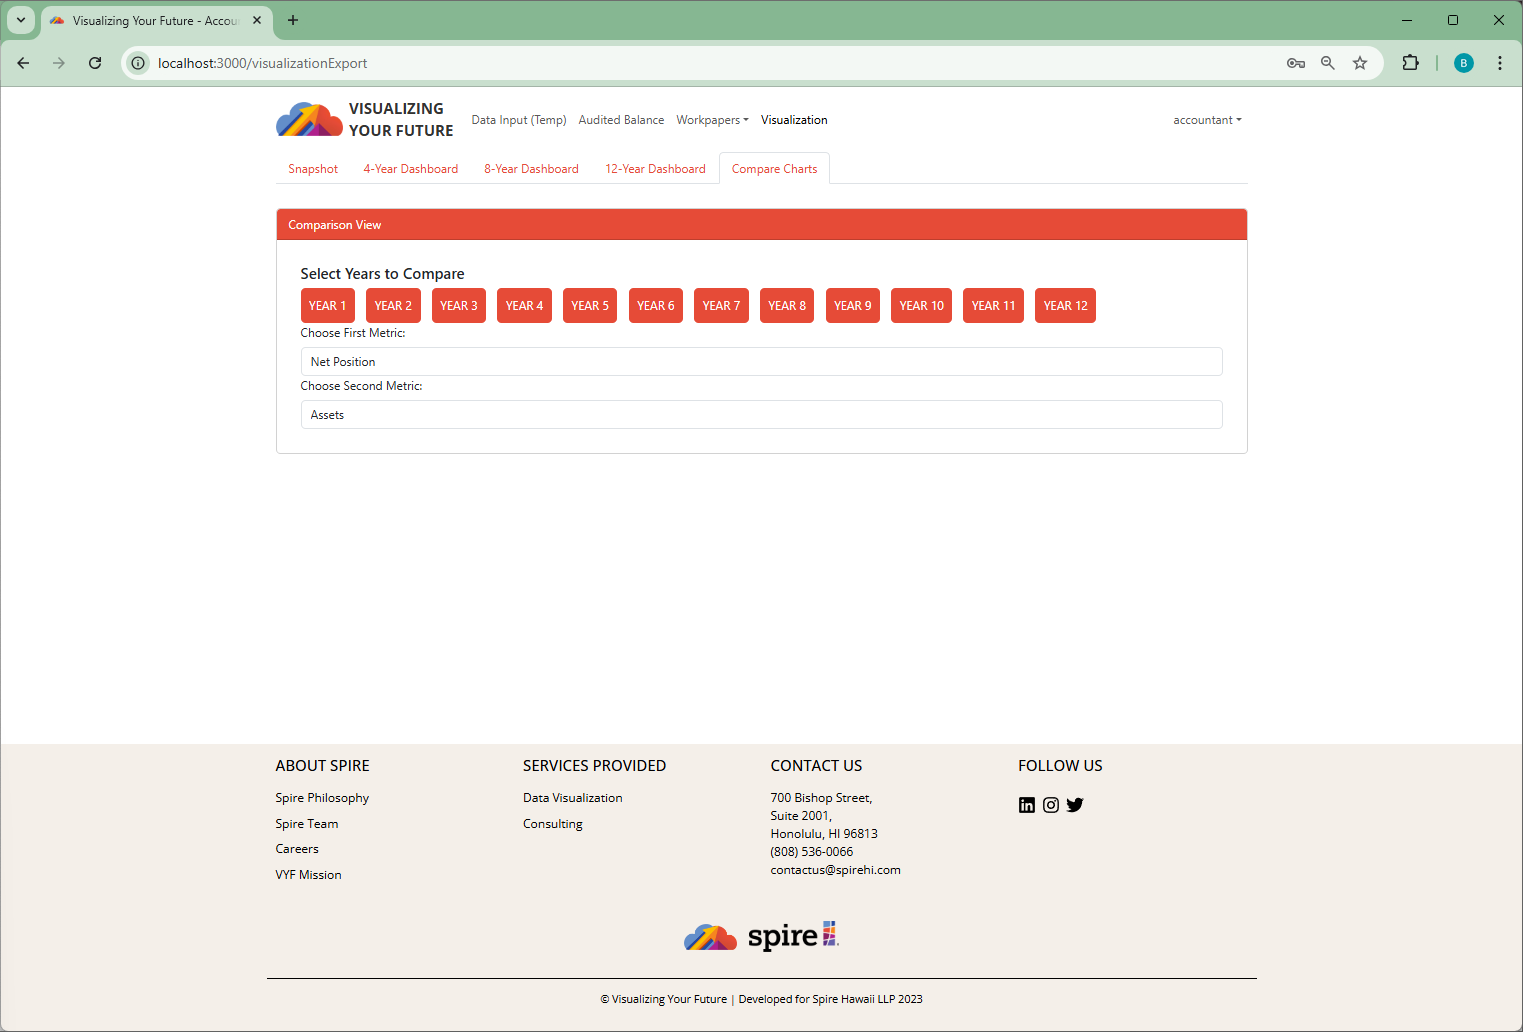 Visualizing Your Future - Accou
localhost:3000/visualizationExport
B
VISUALIZING
YOUR FUTURE
Data Input (Temp) Audited Balance Workpapers Visualization
accountant
Snapshot 4-Year Dashboard 8-Year Dashboard 12-Year Dashboard Compare Charts
Comparison View
Select Years to Compare
YEAR 1 YEAR 2 YEAR 3 YEAR 4 YEAR 5 YEAR 6 YEAR 7 YEAR 8 YEAR 9 YEAR 10 YEAR 11 YEAR 12
Choose First Metric:
Net Position
Choose Second Metric:
Assets
ABOUT SPIRE
Spire Philosophy
Spire Team
Careers
VYF Mission
SERVICES PROVIDED
Data Visualization
Consulting
CONTACT US
700 Bishop Street,
Suite 2001,
Honolulu, HI 96813
(808) 536-0066
contactus@spirehi.com
FOLLOW US
spire
© Visualizing Your Future | Developed for Spire Hawaii LLP 2023